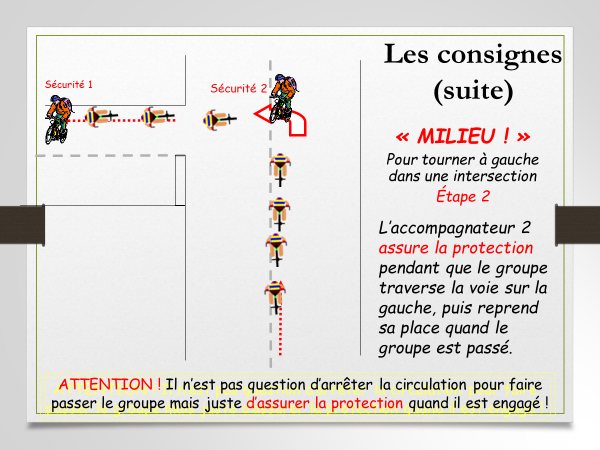 Les consignes
(suite)
Sécurité 1
Sécurité 2
« MILIEU ! »
Pour tourner à gauche
dans une intersection
Étape 2
L’accompagnateur 2
assure la protection
pendant que le groupe
traverse la voie sur la
gauche, puis reprend
sa place quand le
groupe est passé.
ATTENTION ! Il n’est pas question d’arrêter la circulation pour faire
passer le groupe mais juste d’assurer la protection quand il est engagé !